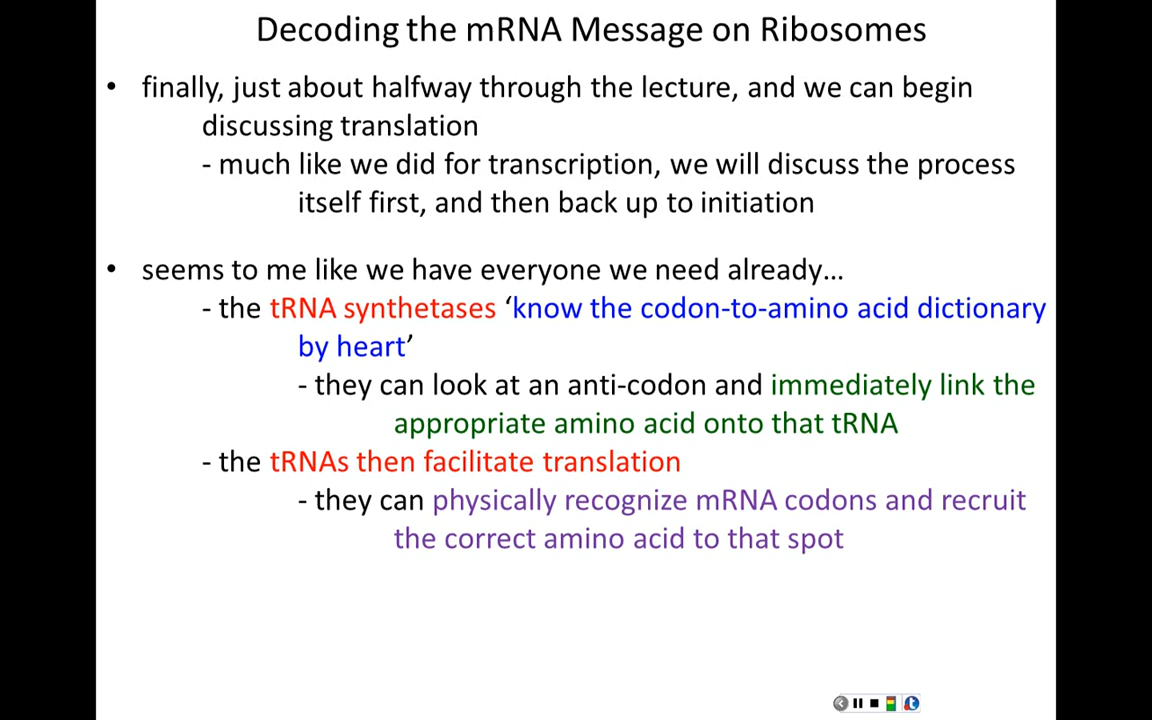 Decoding the mRNA Message on Ribosomes
• finally, just about halfway through the lecture, and we can begin
discussing translation
- much like we did for transcription, we will discuss the process
itself first, and then back up to initiation
• seems to me like we have everyone we need already...
- the tRNA synthetases ‘know the codon-to-amino acid dictionary
by heart’
- they can look at an anti-codon and immediately link the
appropriate amino acid onto that tRNA
- the tRNAs then facilitate translation
- they can physically recognize mRNA codons and recruit
the correct amino acid to that spot